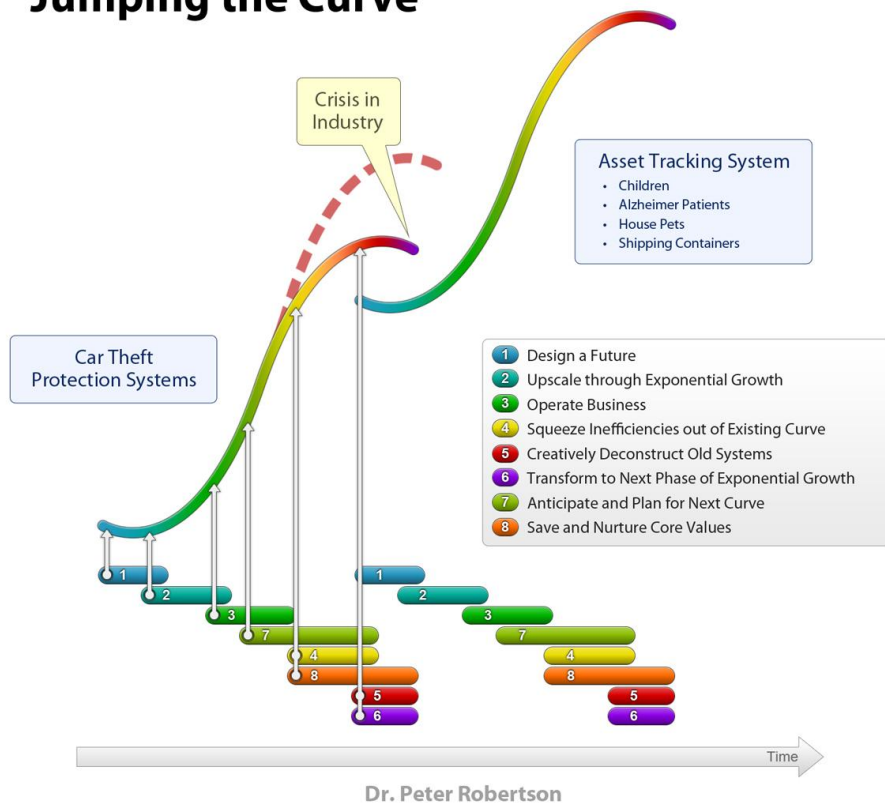 Jumping the Curve
Crisis in
Industry
Asset Tracking System
• Children
• Alzheimer Patients
• House Pets
• Shipping Containers
Car Theft
Protection Systems
1 Design a Future
2 Upscale through Exponential Growth
3 Operate Business
4 Squeeze Inefficiencies out of Existing Curve
5 Creatively Deconstruct Old Systems
6 Transform to Next Phase of Exponential Growth
7 Anticipate and Plan for Next Curve
8 Save and Nurture Core Values
1 1
2 2
3 3
7 7
4 4
8 8
5 5
6 6
Time
Dr. Peter Robertson